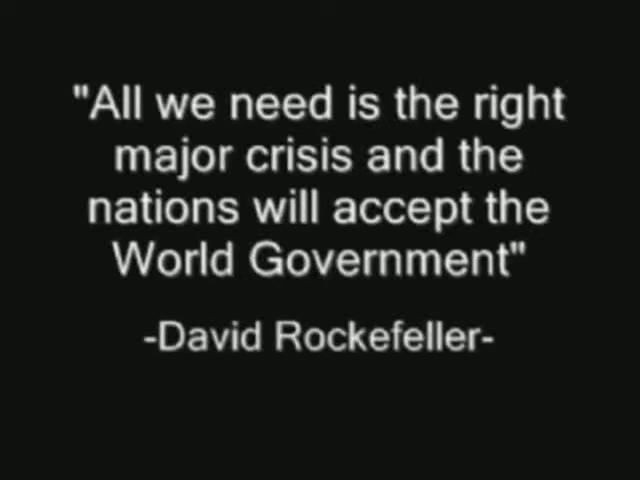 "All we need is the right
major crisis and the
nations will accept the
World Government"
-David Rockefeller-